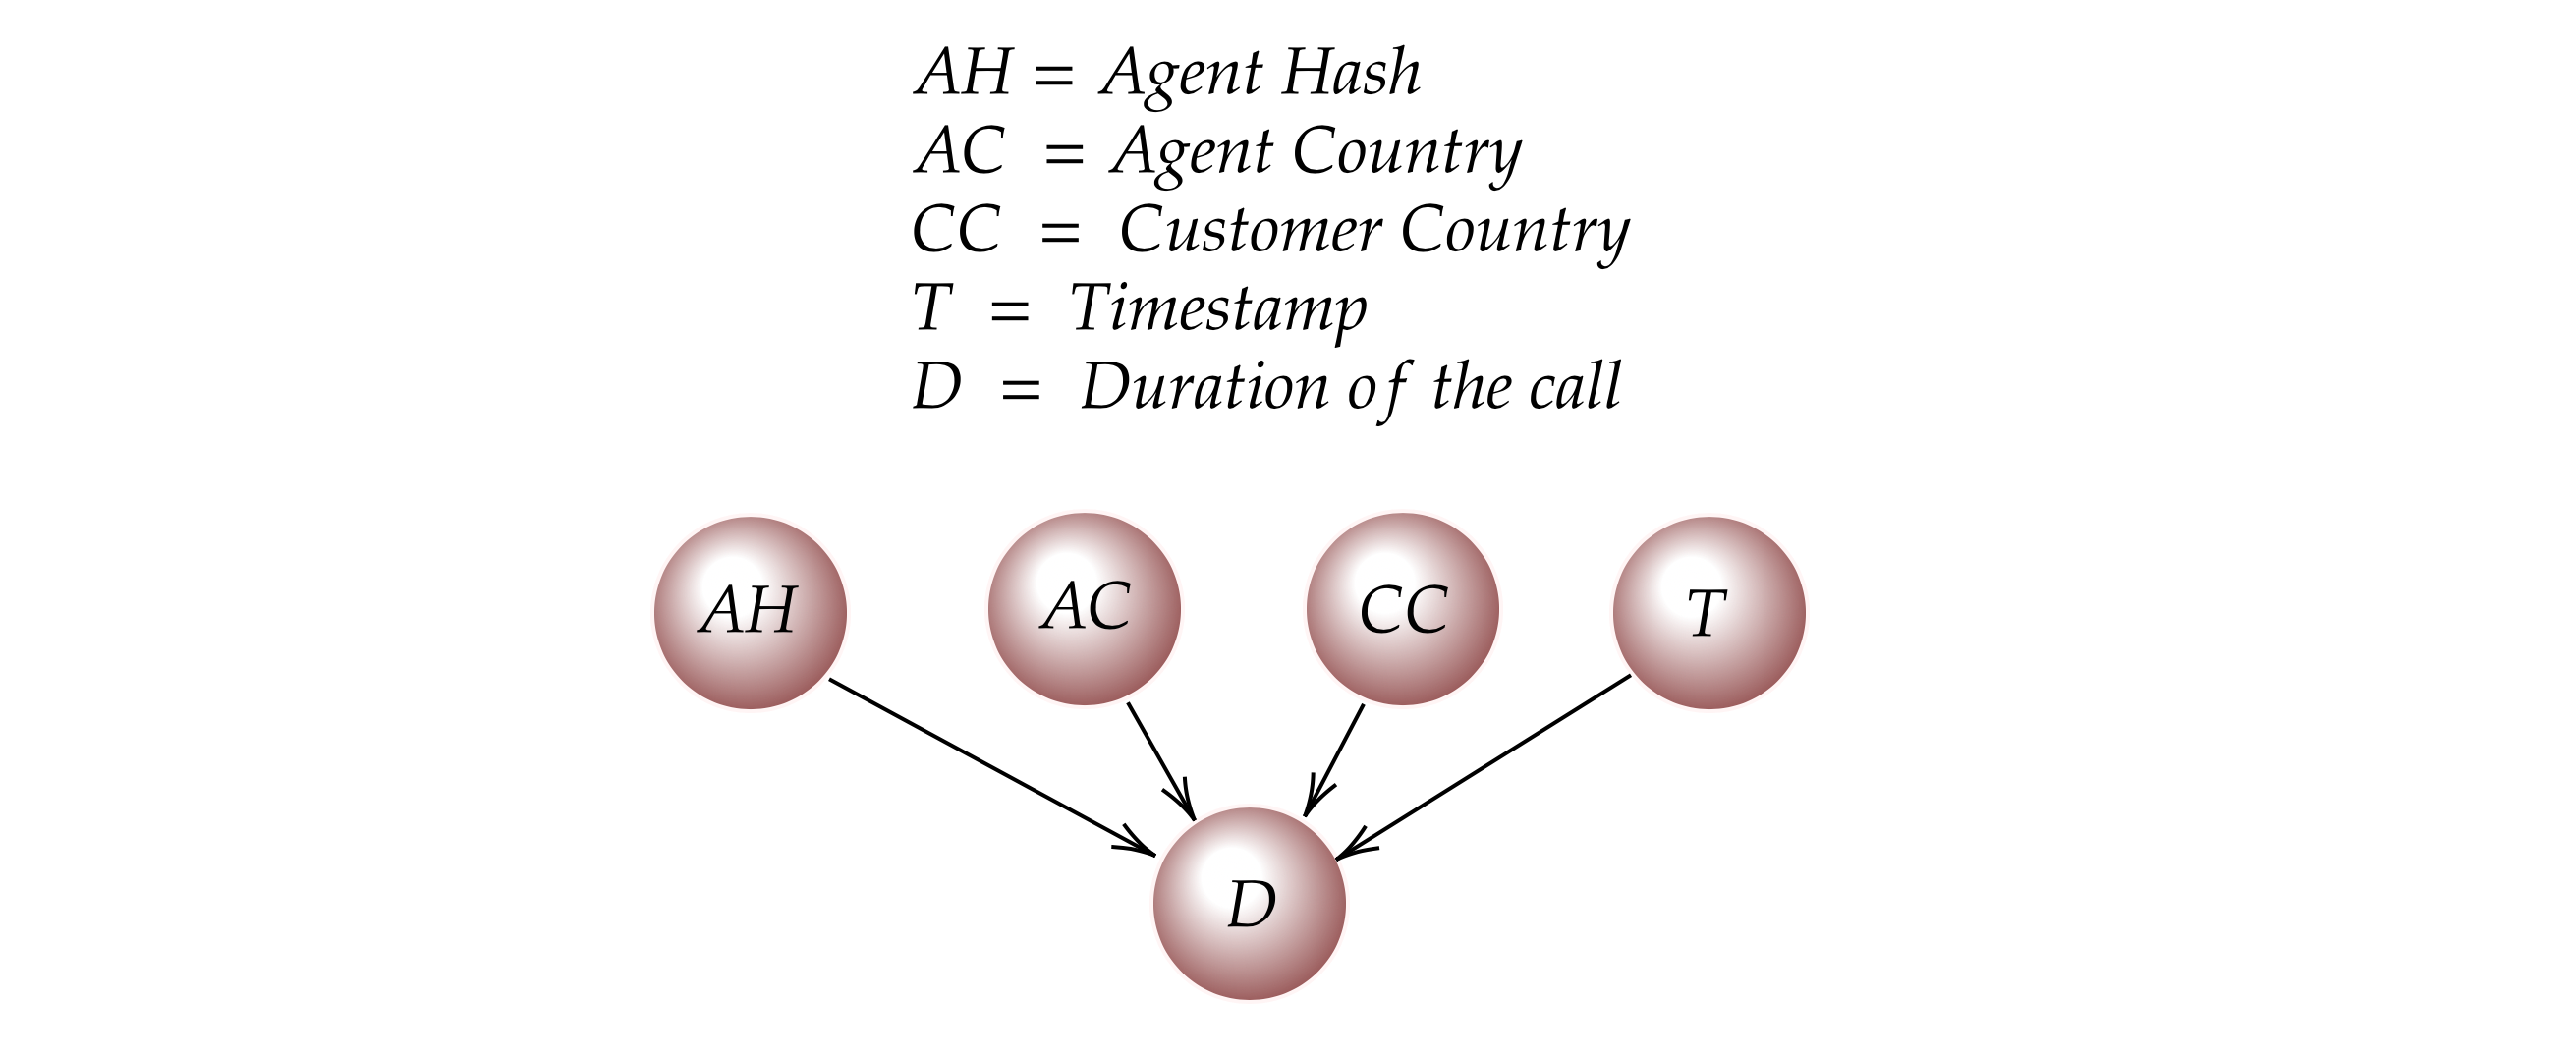 AH = Agent Hash
AC = Agent Country
CC = Customer Country
T = Timestamp
D = Duration of the call
AH AC CC T
D